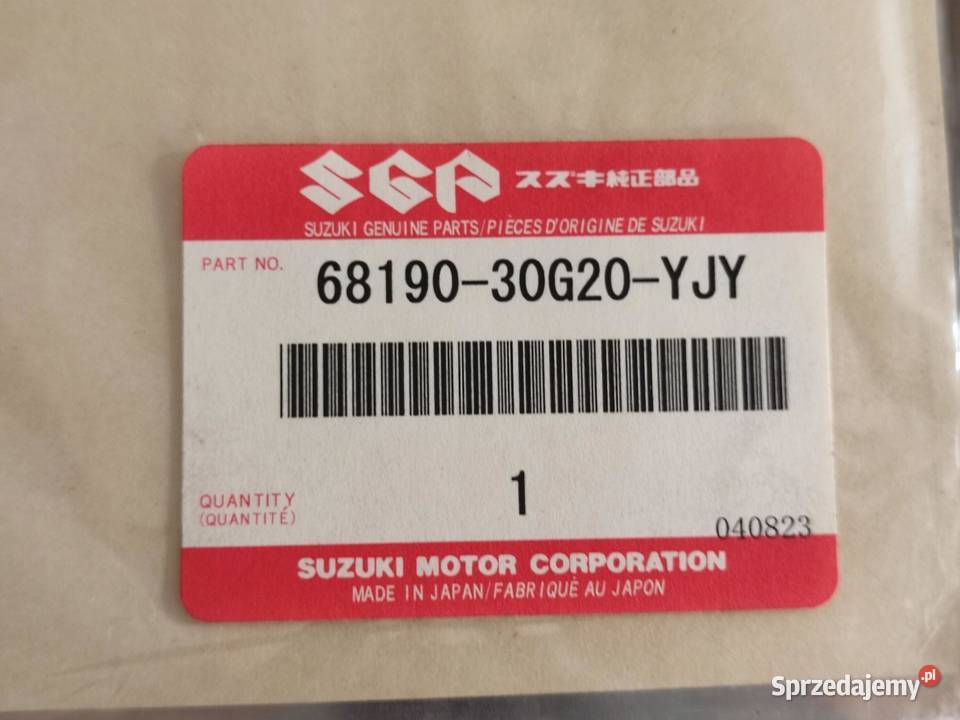 SGP スズキ純正部品
SUZUKI GENUINE PARTS/PIÈCES D'ORIGINE DE SUZUKI
PART NO. 68190-30G20-YJY
1
QUANTITY
(QUANTITÉ)
040823
SUZUKI MOTOR CORPORATION
MADE IN JAPAN/FABRIQUÉ AU JAPON
Sprzedajemy.pl